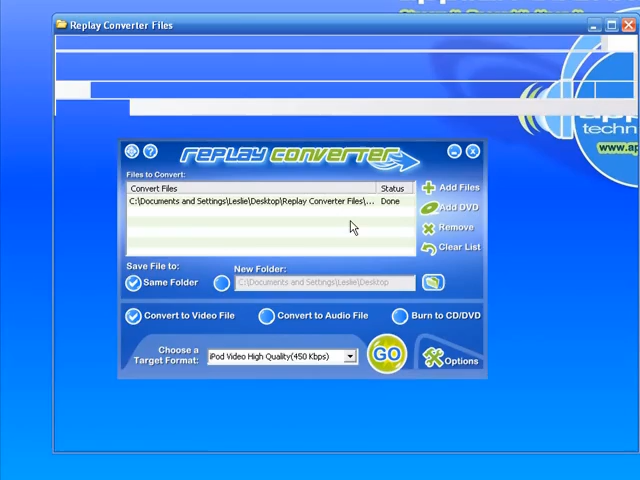 Replay Converter Files
techn
www.ap
REPLAY CONVERTER
Files to Convert:
Convert Files Status
C:\Documents and Settings\Leslie\Desktop\Replay Converter Files\... Done
Add Files
Add DVD
Remove
Clear List
Save File to:
Same Folder
New Folder:
C:\Documents and Settings\Leslie\Desktop
Convert to Video File
Convert to Audio File
Burn to CD/DVD
Choose a
Target Format:
iPod Video High Quality(450 Kbps)
GO
Options